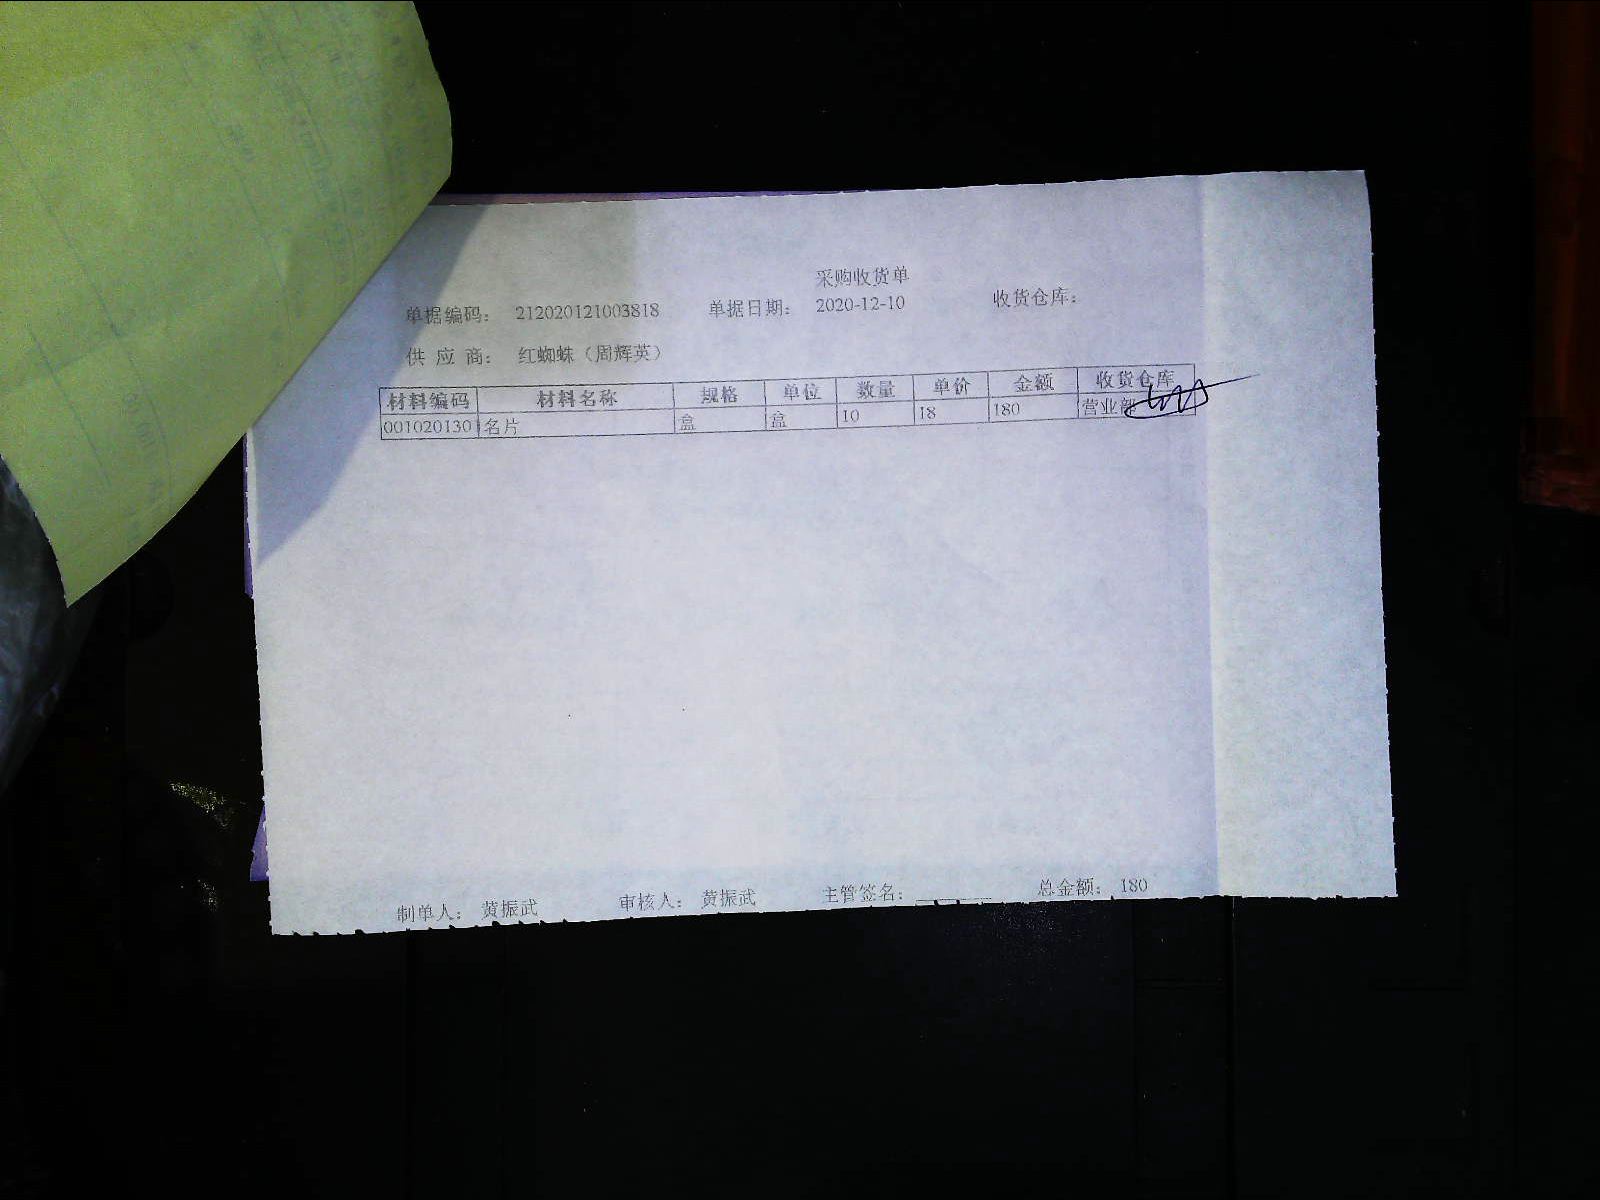 采购收货单
单据编码： 212020121003818 单据日期： 2020-12-10 收货仓库：
供 应 商： 红蜘蛛（周辉英）
材料编码 材料名称 规格 单位 数量 单价 金额 收货仓库
001020130 名片 盒 盒 10 18 180 营业部
制单人： 黄振武 审核人： 黄振武 主管签名： 总金额： 180